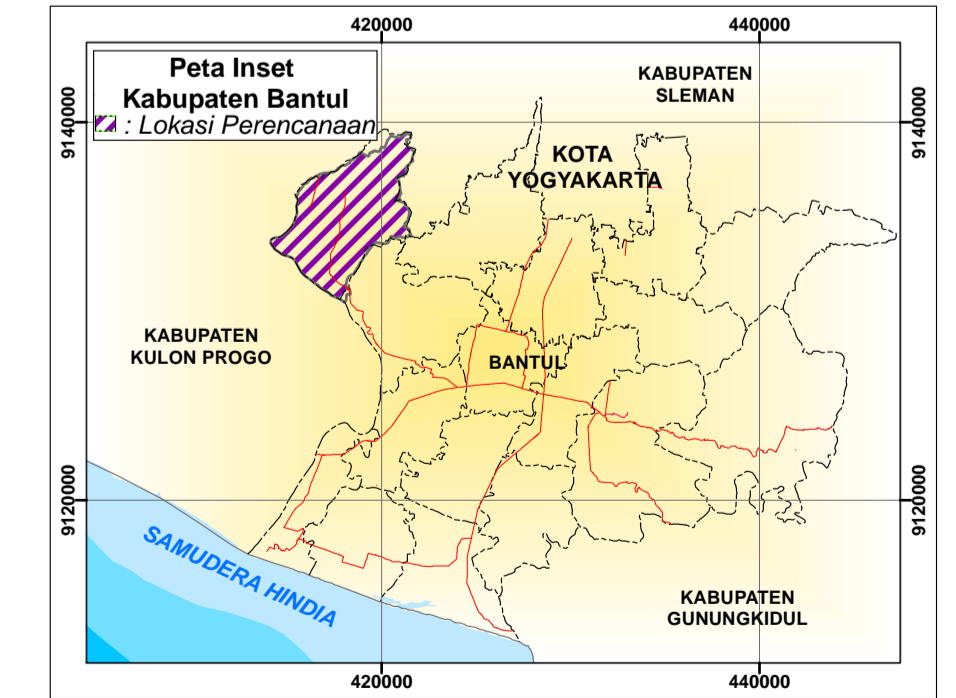 420000
440000
Peta Inset
Kabupaten Bantul
: Lokasi Perencanaan
KABUPATEN
SLEMAN
9140000
9140000
KOTA
YOGYAKARTA
KABUPATEN
KULON PROGO
BANTUL
9120000
9120000
SAMUDERA HINDIA
KABUPATEN
GUNUNGKIDUL
420000
440000